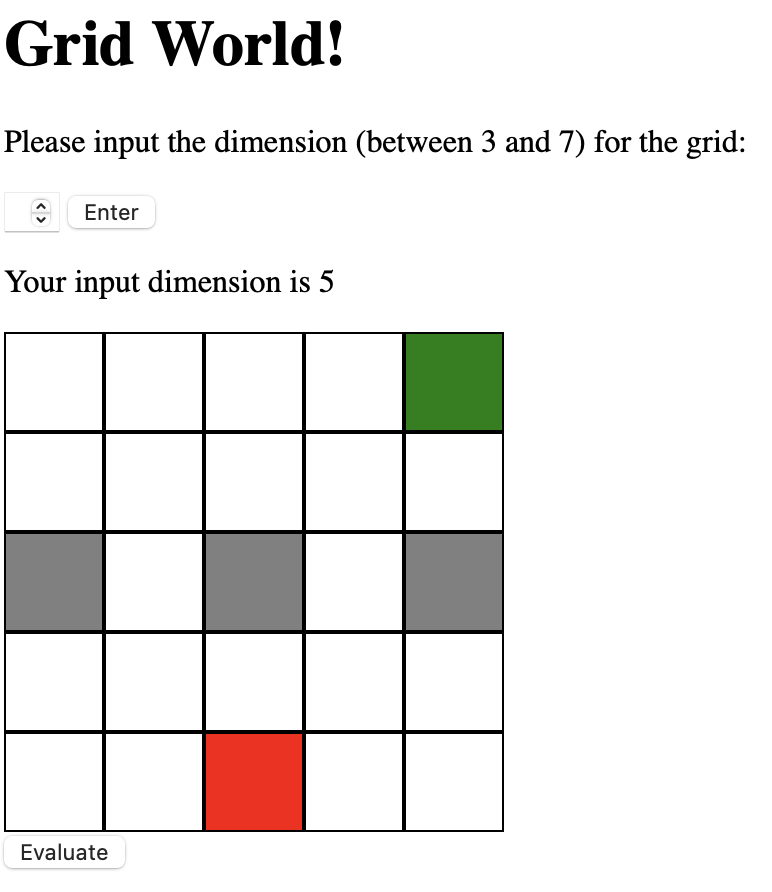 Grid World!
Please input the dimension (between 3 and 7) for the grid:
Enter
Your input dimension is 5
Evaluate